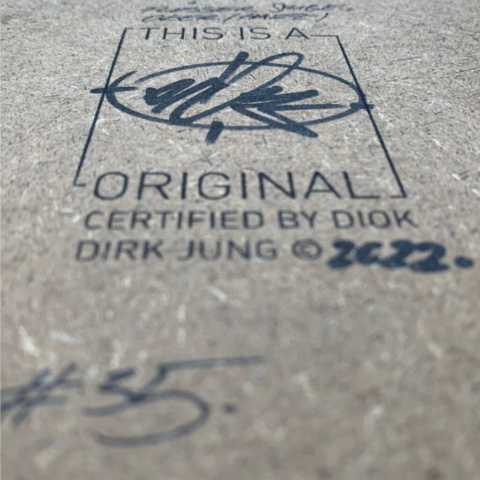 THIS IS A
ORIGINAL
CERTIFIED BY DIOK
DIRK JUNG © 2022.
#35.